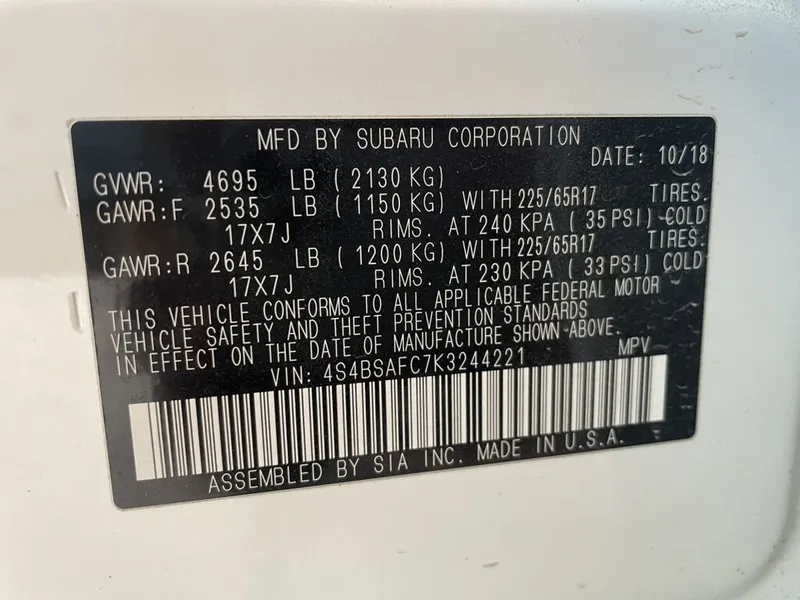 MFD BY SUBARU CORPORATION
DATE: 10/18
GVWR: 4695 LB ( 2130 KG)
GAWR:F 2535 LB ( 1150 KG) WITH 225/65R17 TIRES.
17X7J RIMS. AT 240 KPA ( 35 PSI) COLD
GAWR:R 2645 LB ( 1200 KG) WITH 225/65R17 TIRES.
17X7J RIMS. AT 230 KPA ( 33 PSI) COLD
THIS VEHICLE CONFORMS TO ALL APPLICABLE FEDERAL MOTOR
VEHICLE SAFETY AND THEFT PREVENTION STANDARDS
IN EFFECT ON THE DATE OF MANUFACTURE SHOWN ABOVE.
VIN: 4S4BSAFC7K3244221 MPV
ASSEMBLED BY SIA INC. MADE IN U.S.A.